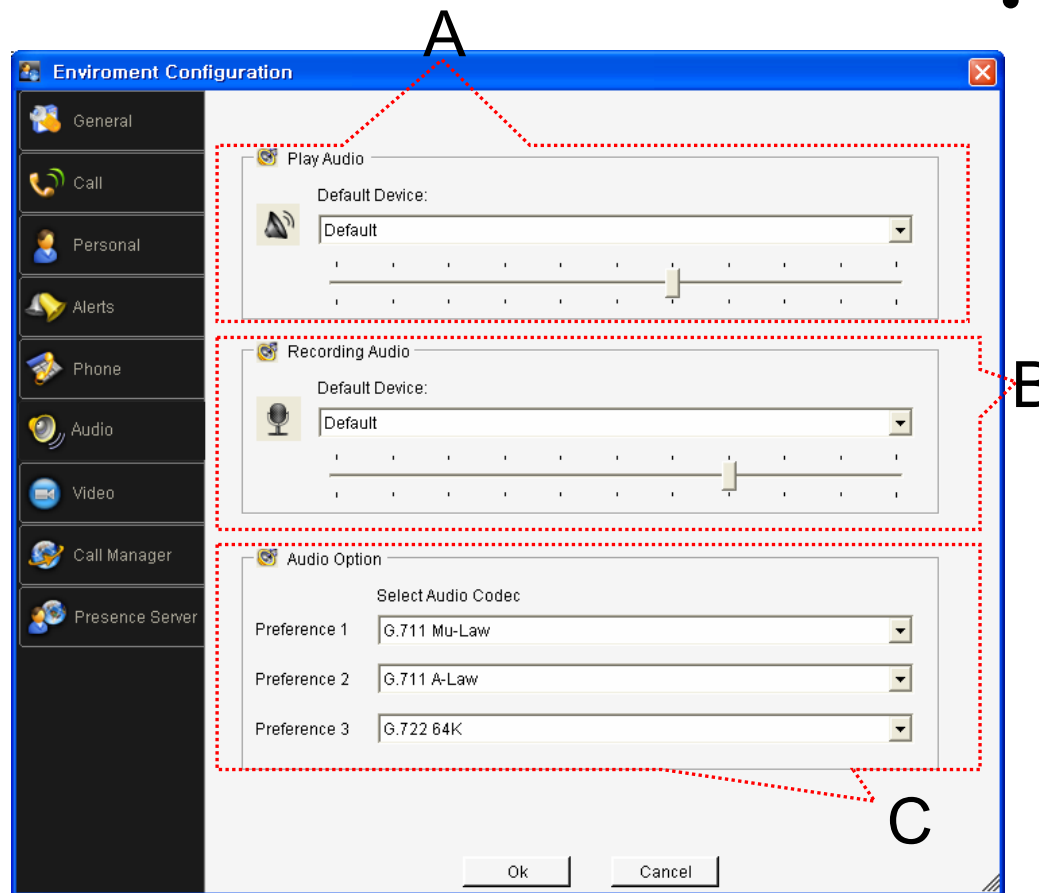 A
Enviroment Configuration
General
Call
Personal
Alerts
Phone
Audio
Video
Call Manager
Presence Server
Play Audio
Default Device:
Default
Recording Audio
Default Device:
Default
B
Audio Option
Select Audio Codec
Preference 1 G.711 Mu-Law
Preference 2 G.711 A-Law
Preference 3 G.722 64K
C
Ok Cancel